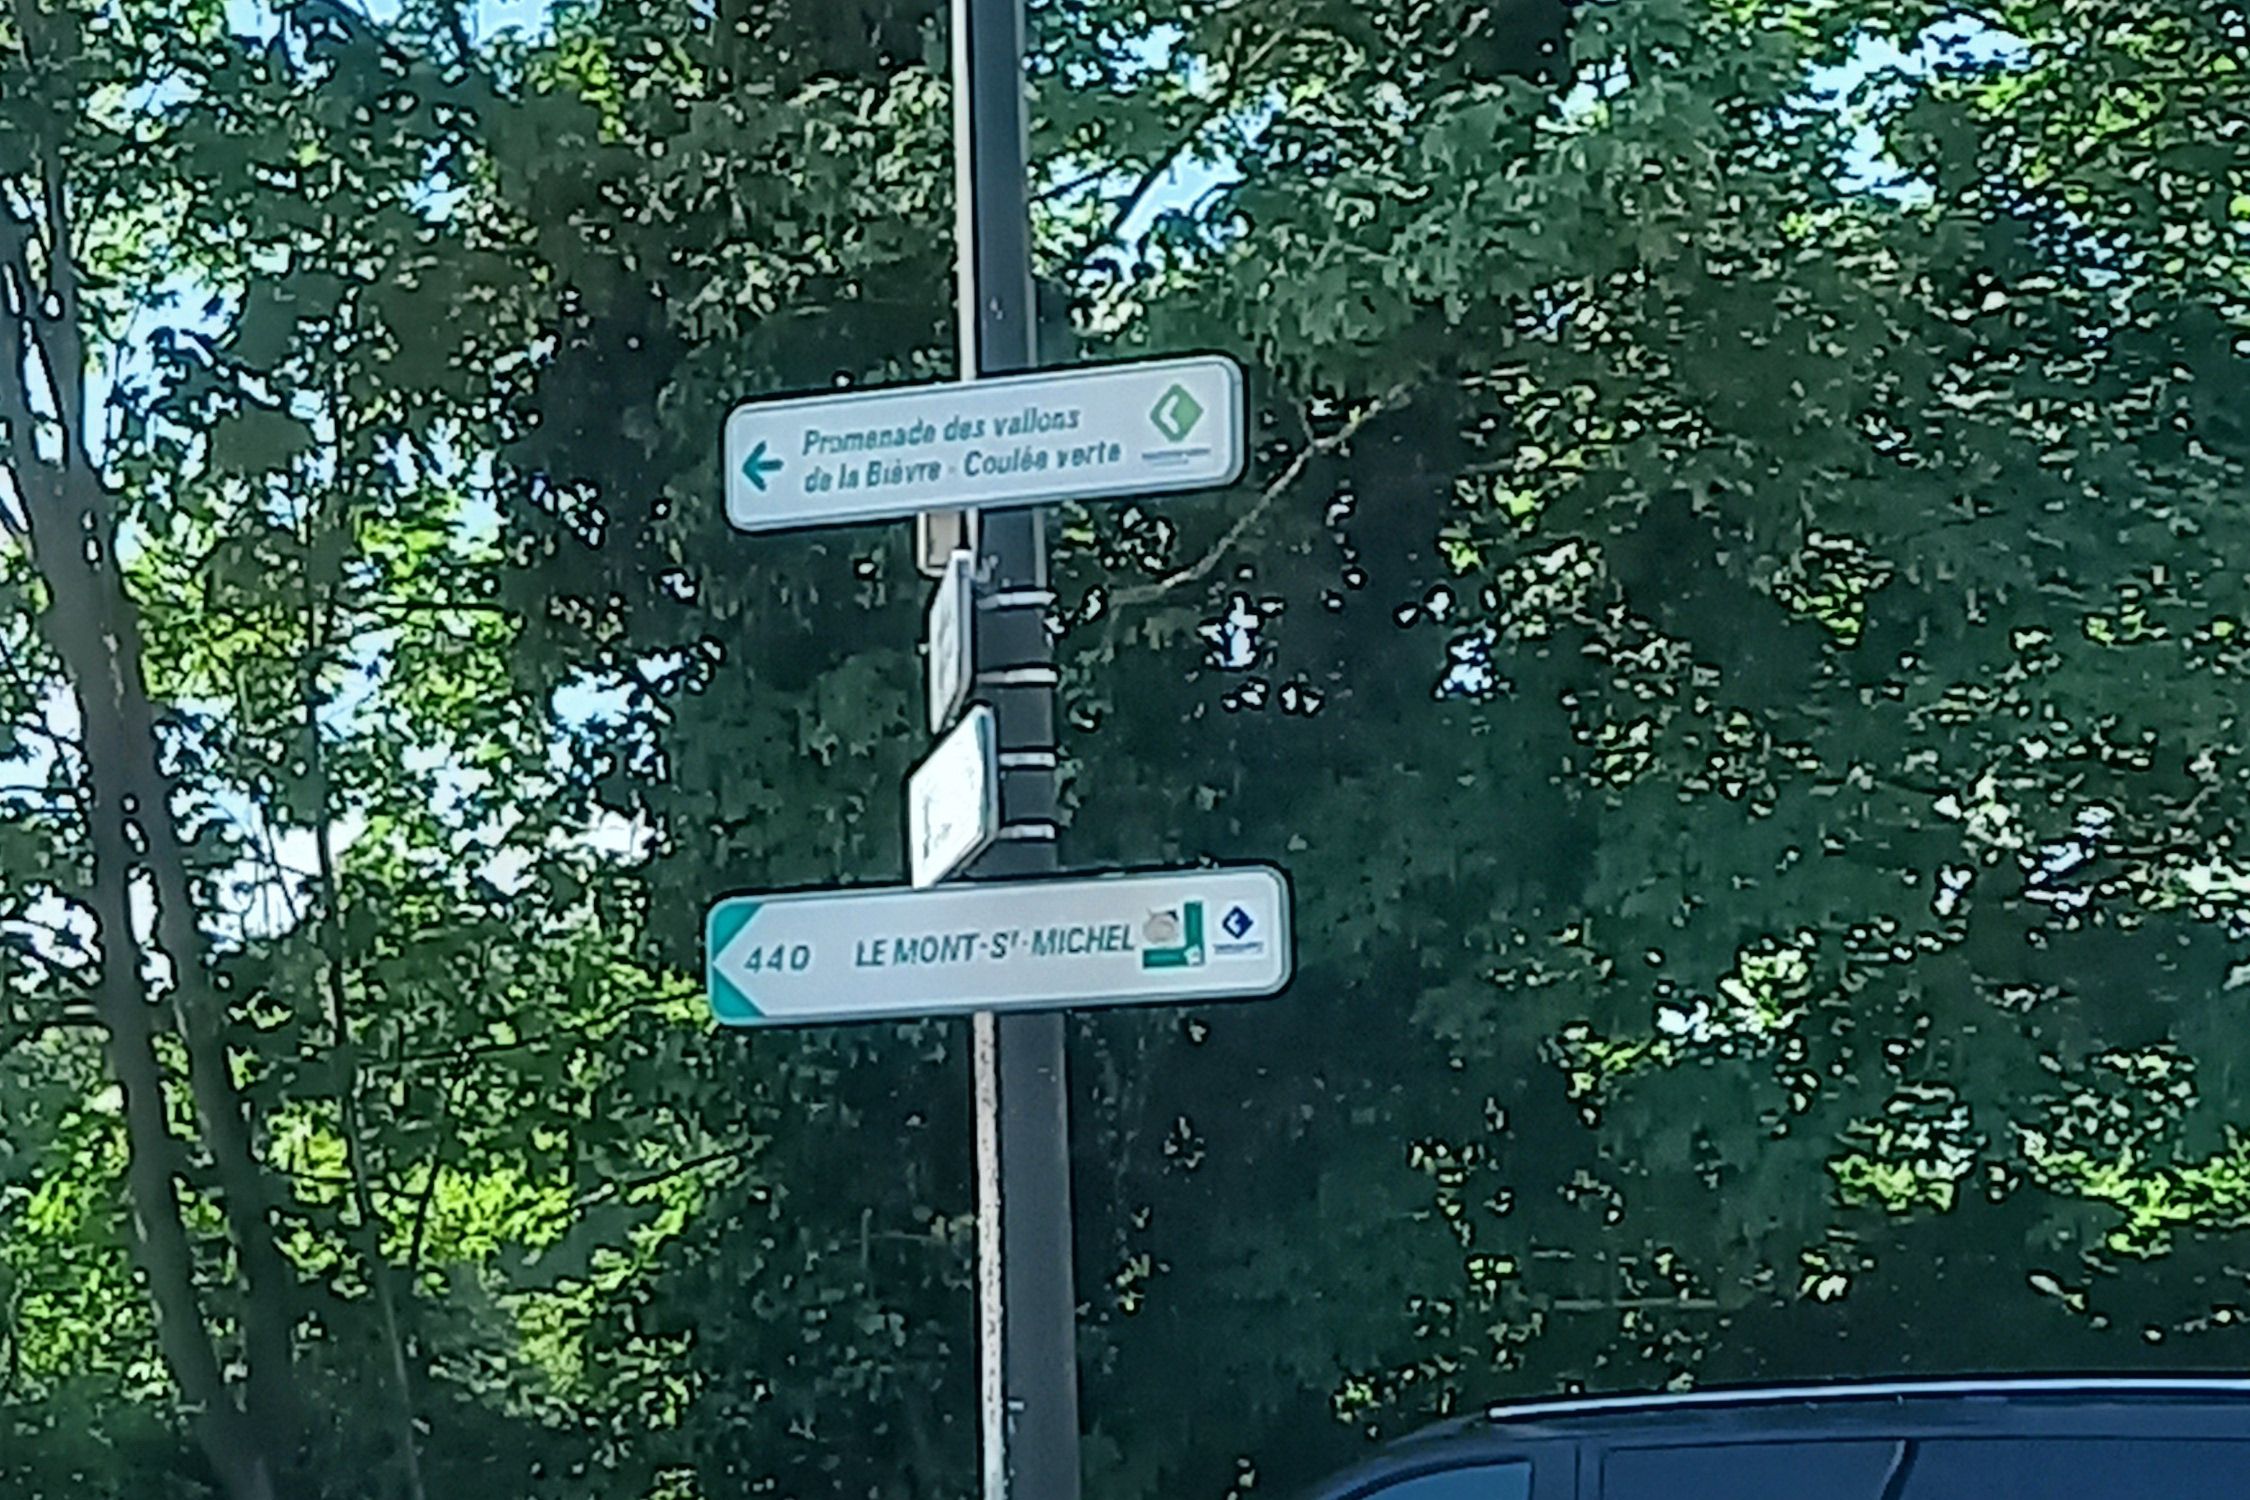 Promenade des vallons
de la Bièvre - Coulée verte
440 LE MONT-Sᵗ-MICHEL